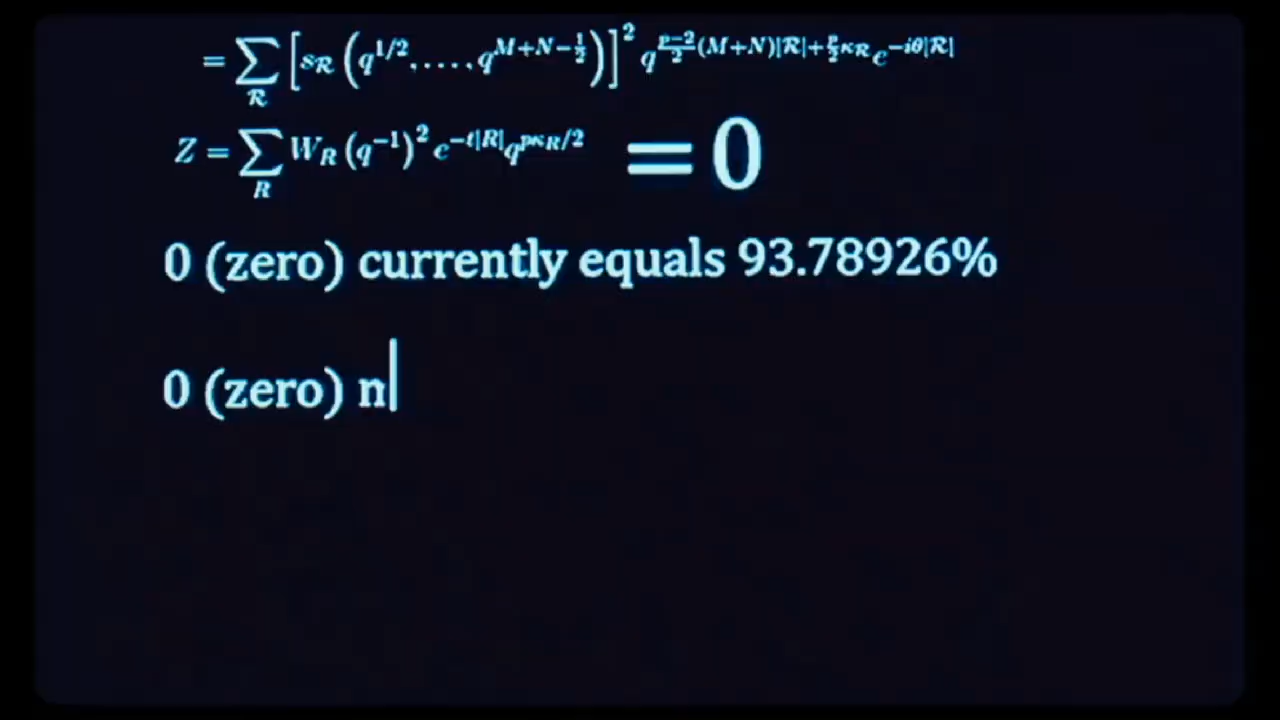 = ∑_ℛ [s_ℛ (q^{1/2}, ...., q^{M+N−1/2})]² q^{(p−2)/2 (M+N)|ℛ|+p/2 κ_ℛ} e^{−iθ|ℛ|}
Z = ∑_R W_R (q^{−1})² e^{−t|R|} q^{pκ_R/2} = 0
0 (zero) currently equals 93.78926%
0 (zero) n